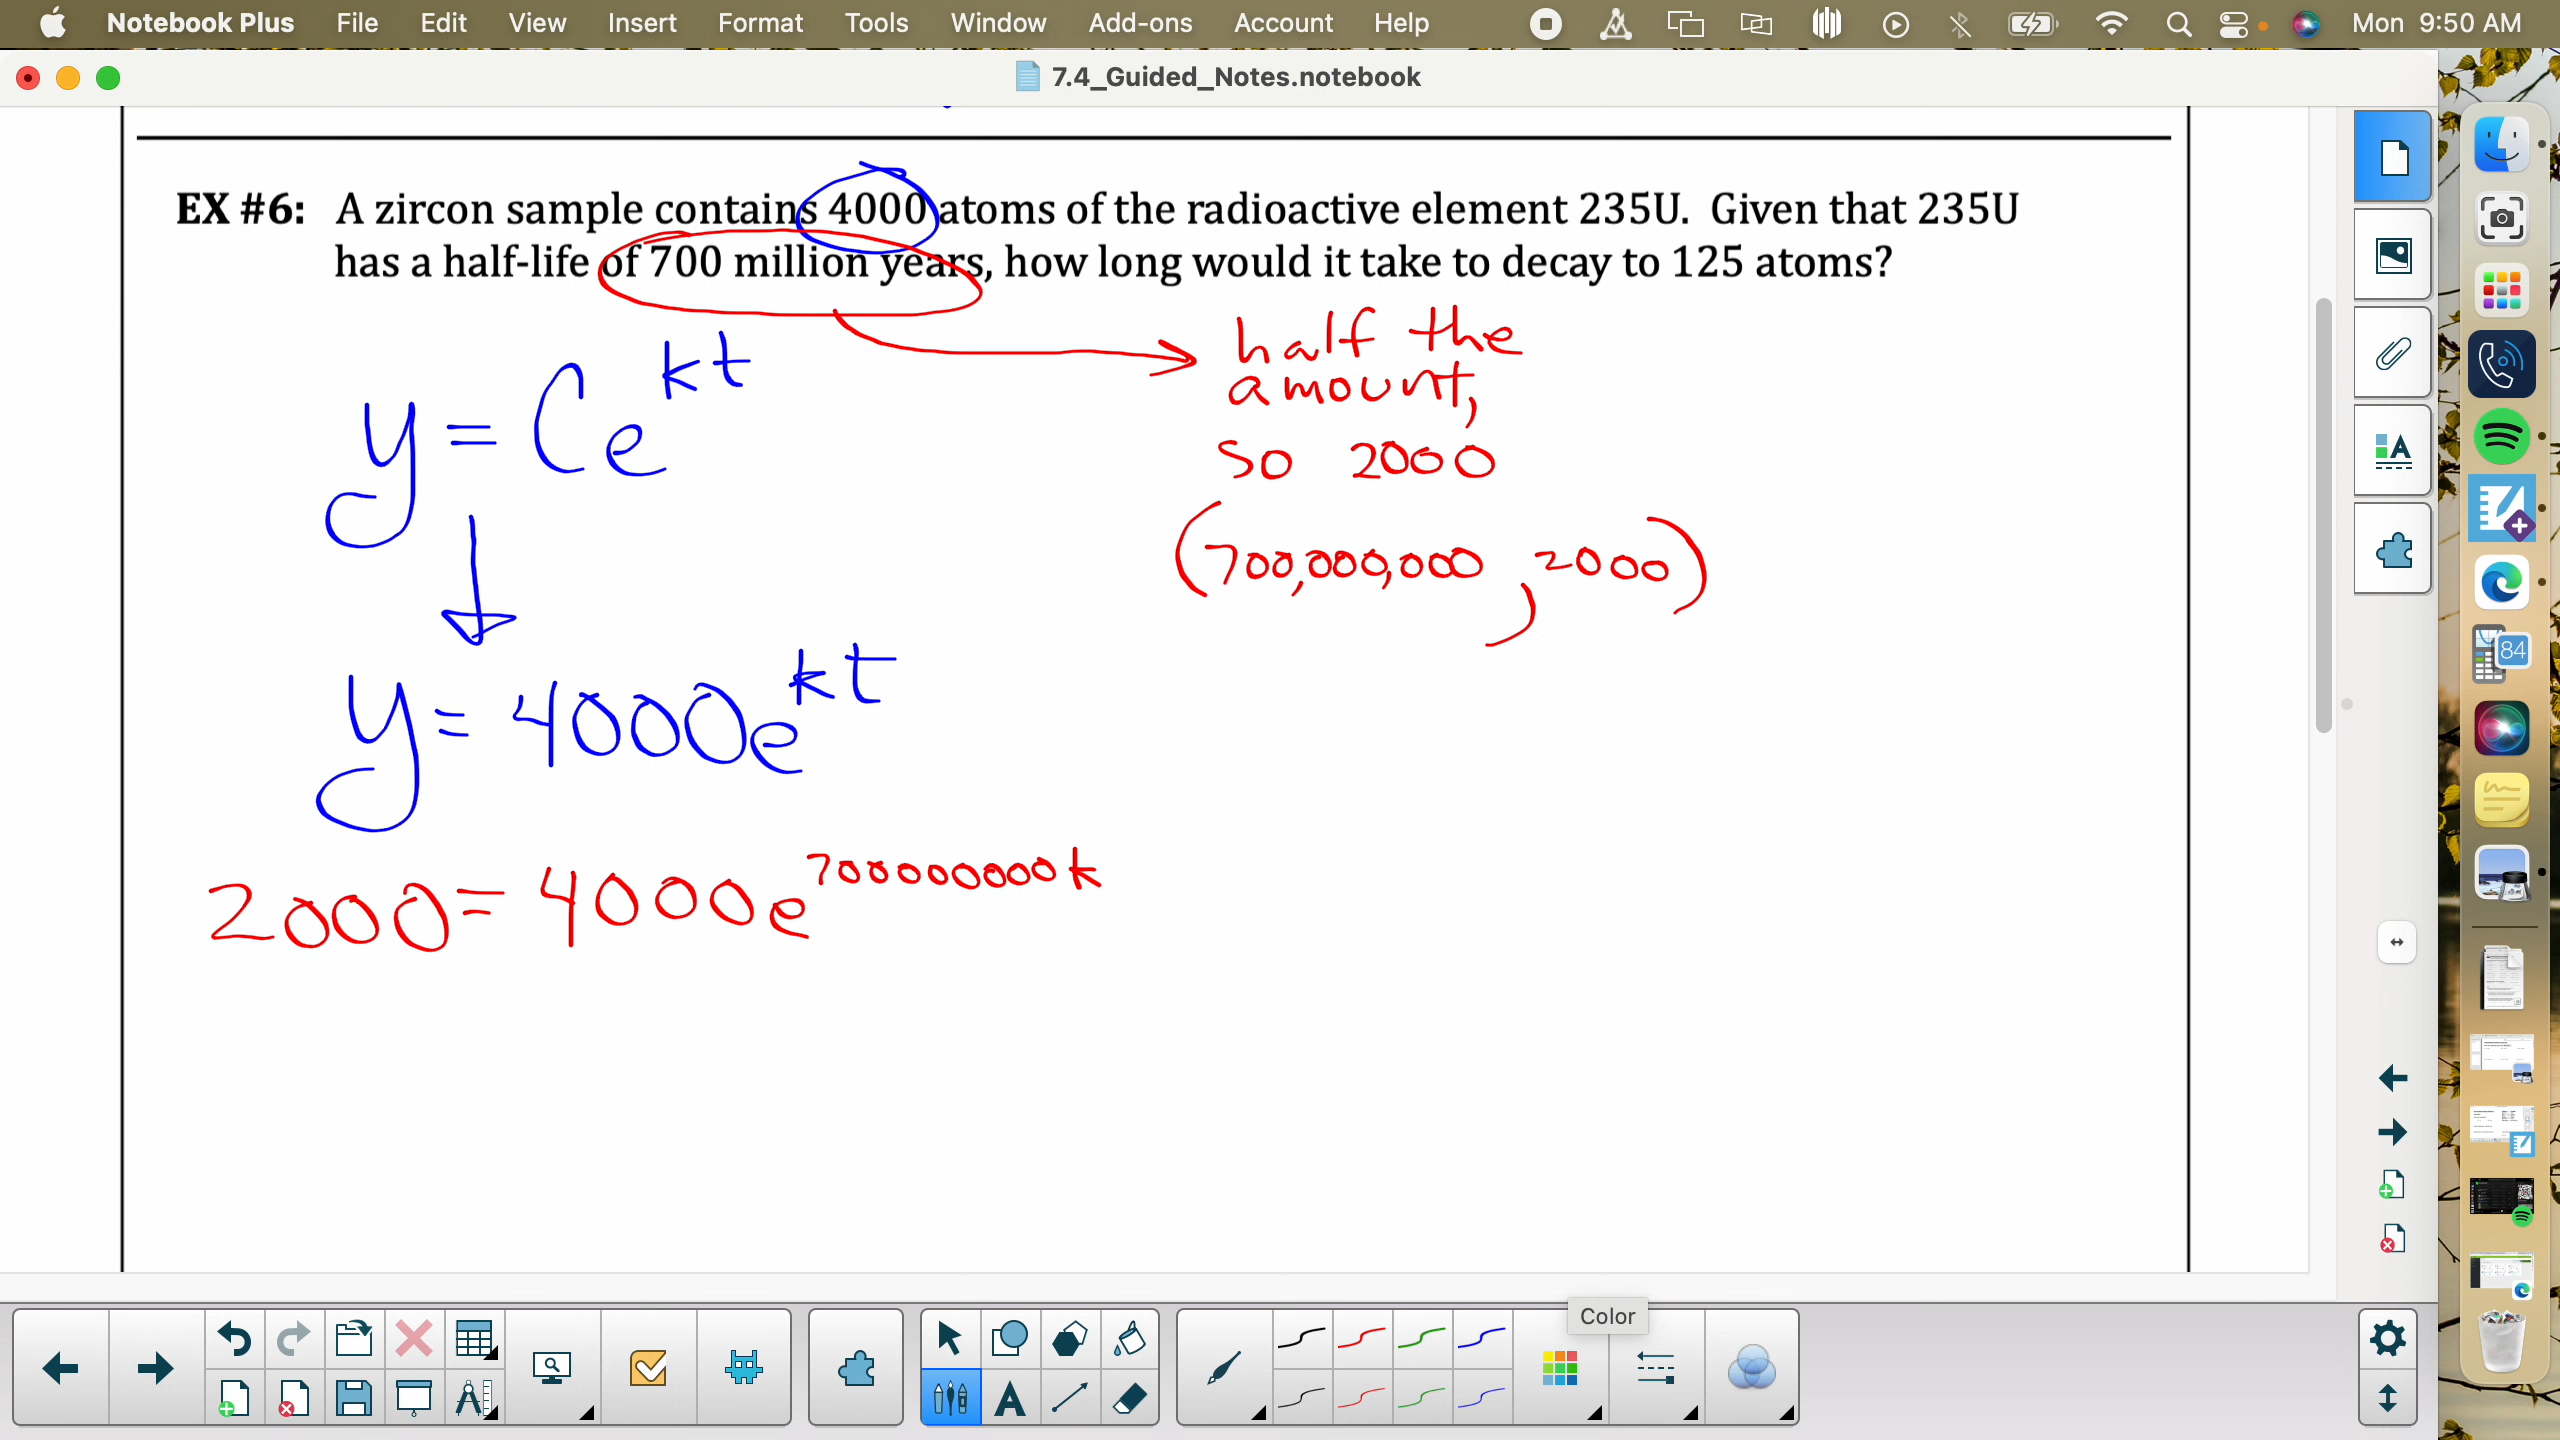 Notebook Plus File Edit View Insert Format Tools Window Add-ons Account Help Mon 9:50 AM
7.4_Guided_Notes.notebook
EX #6: A zircon sample contains 4000 atoms of the radioactive element 235U. Given that 235U
has a half-life of 700 million years, how long would it take to decay to 125 atoms?
half the
amount,
so 2000
(700,000,000 , 2000)
y = Ce^kt
y = 4000e^kt
2000 = 4000e^700000000k
84
Color